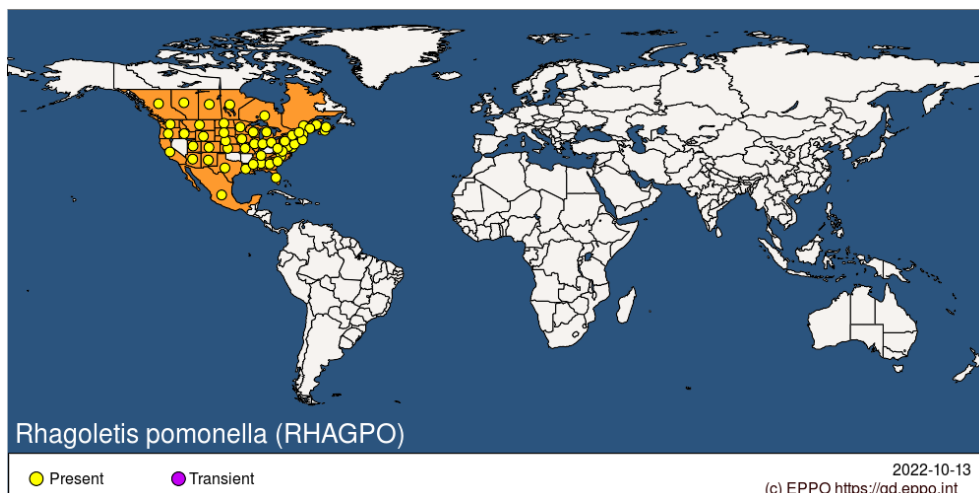 Rhagoletis pomonella (RHAGPO)
Present
Transient
2022-10-13
(c) EPPO https://gd.eppo.int